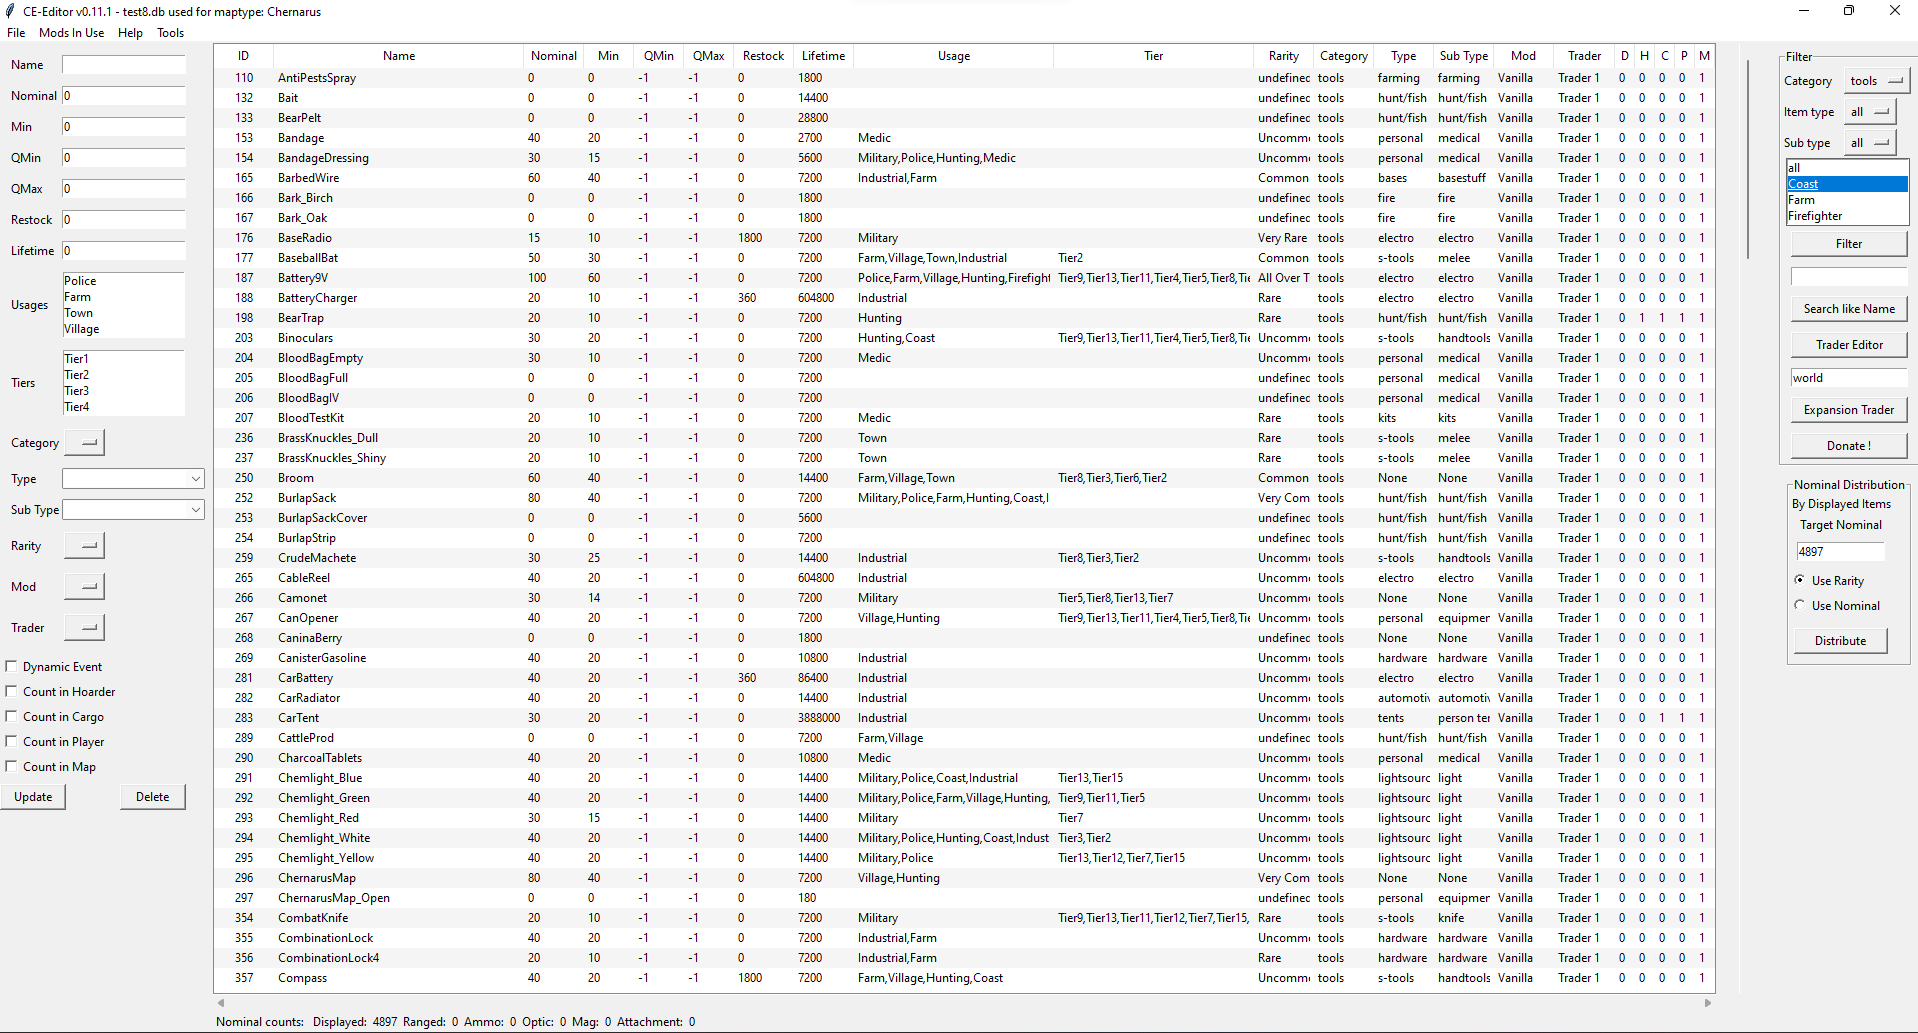 CE-Editor v0.11.1 - test8.db used for maptype: Chernarus
File Mods In Use Help Tools
Name
Nominal 0
Min 0
QMin 0
QMax 0
Restock 0
Lifetime 0
Usages
Police
Farm
Town
Village
Tiers
Tier1
Tier2
Tier3
Tier4
Category
Type
Sub Type
Rarity
Mod
Trader
Dynamic Event
Count in Hoarder
Count in Cargo
Count in Player
Count in Map
Update Delete
ID Name Nominal Min QMin QMax Restock Lifetime Usage Tier Rarity Category Type Sub Type Mod Trader D H C P M
110 AntiPestsSpray 0 0 -1 -1 0 1800 undefined tools farming farming Vanilla Trader 1 0 0 0 0 1
132 Bait 0 0 -1 -1 0 14400 undefined tools hunt/fish hunt/fish Vanilla Trader 1 0 0 0 0 1
133 BearPelt 0 0 -1 -1 0 28800 undefined tools hunt/fish hunt/fish Vanilla Trader 1 0 0 0 0 1
153 Bandage 40 20 -1 -1 0 2700 Medic Uncomm tools personal medical Vanilla Trader 1 0 0 0 0 1
154 BandageDressing 30 15 -1 -1 0 5600 Military,Police,Hunting,Medic Uncomm tools personal medical Vanilla Trader 1 0 0 0 0 1
165 BarbedWire 60 40 -1 -1 0 7200 Industrial,Farm Common tools bases basestuff Vanilla Trader 1 0 0 0 0 1
166 Bark_Birch 0 0 -1 -1 0 1800 undefined tools fire fire Vanilla Trader 1 0 0 0 0 1
167 Bark_Oak 0 0 -1 -1 0 1800 undefined tools fire fire Vanilla Trader 1 0 0 0 0 1
176 BaseRadio 15 10 -1 -1 1800 7200 Military Very Rare tools electro electro Vanilla Trader 1 0 0 0 0 1
177 BaseballBat 50 30 -1 -1 0 7200 Farm,Village,Town,Industrial Tier2 Common tools s-tools melee Vanilla Trader 1 0 0 0 0 1
187 Battery9V 100 60 -1 -1 0 7200 Police,Farm,Village,Hunting,Firefight Tier9,Tier13,Tier11,Tier4,Tier5,Tier8,Tie All Over T tools electro electro Vanilla Trader 1 0 0 0 0 1
188 BatteryCharger 20 10 -1 -1 360 604800 Industrial Rare tools electro electro Vanilla Trader 1 0 0 0 0 1
198 BearTrap 20 10 -1 -1 0 7200 Hunting Rare tools hunt/fish hunt/fish Vanilla Trader 1 0 1 1 1 1
203 Binoculars 30 20 -1 -1 0 7200 Hunting,Coast Tier9,Tier13,Tier11,Tier4,Tier5,Tier8,Tie Uncomm tools s-tools handtools Vanilla Trader 1 0 0 0 0 1
204 BloodBagEmpty 30 10 -1 -1 0 7200 Medic Uncomm tools personal medical Vanilla Trader 1 0 0 0 0 1
205 BloodBagFull 0 0 -1 -1 0 7200 undefined tools personal medical Vanilla Trader 1 0 0 0 0 1
206 BloodBagIV 0 0 -1 -1 0 7200 undefined tools personal medical Vanilla Trader 1 0 0 0 0 1
207 BloodTestKit 20 10 -1 -1 0 7200 Medic Rare tools kits kits Vanilla Trader 1 0 0 0 0 1
236 BrassKnuckles_Dull 20 10 -1 -1 0 7200 Town Rare tools s-tools melee Vanilla Trader 1 0 0 0 0 1
237 BrassKnuckles_Shiny 20 10 -1 -1 0 7200 Town Rare tools s-tools melee Vanilla Trader 1 0 0 0 0 1
250 Broom 60 40 -1 -1 0 14400 Farm,Village,Town Tier8,Tier3,Tier6,Tier2 Common tools None None Vanilla Trader 1 0 0 0 0 1
252 BurlapSack 80 40 -1 -1 0 7200 Military,Police,Farm,Hunting,Coast,I Very Com tools hunt/fish hunt/fish Vanilla Trader 1 0 0 0 0 1
253 BurlapSackCover 0 0 -1 -1 0 5600 undefined tools hunt/fish hunt/fish Vanilla Trader 1 0 0 0 0 1
254 BurlapStrip 0 0 -1 -1 0 7200 undefined tools hunt/fish hunt/fish Vanilla Trader 1 0 0 0 0 1
259 CrudeMachete 30 25 -1 -1 0 14400 Industrial Tier8,Tier3,Tier2 Uncomm tools s-tools handtools Vanilla Trader 1 0 0 0 0 1
265 CableReel 40 20 -1 -1 0 604800 Industrial Uncomm tools electro electro Vanilla Trader 1 0 0 0 0 1
266 Camonet 30 14 -1 -1 0 7200 Military Tier5,Tier8,Tier13,Tier7 Uncomm tools None None Vanilla Trader 1 0 0 0 0 1
267 CanOpener 40 20 -1 -1 0 7200 Village,Hunting Tier9,Tier13,Tier11,Tier4,Tier5,Tier8,Tie Uncomm tools personal equipmer Vanilla Trader 1 0 0 0 0 1
268 CaninaBerry 0 0 -1 -1 0 1800 undefined tools None None Vanilla Trader 1 0 0 0 0 1
269 CanisterGasoline 40 20 -1 -1 0 10800 Industrial Uncomm tools hardware hardware Vanilla Trader 1 0 0 0 0 1
281 CarBattery 40 20 -1 -1 360 86400 Industrial Uncomm tools electro electro Vanilla Trader 1 0 0 0 0 1
282 CarRadiator 40 20 -1 -1 0 14400 Industrial Uncomm tools automotiv automotiv Vanilla Trader 1 0 0 0 0 1
283 CarTent 30 20 -1 -1 0 3888000 Industrial Uncomm tools tents person ter Vanilla Trader 1 0 0 1 1 1
289 CattleProd 0 0 -1 -1 0 7200 Farm,Village undefined tools hunt/fish hunt/fish Vanilla Trader 1 0 0 0 0 1
290 CharcoalTablets 40 20 -1 -1 0 10800 Medic Uncomm tools personal medical Vanilla Trader 1 0 0 0 0 1
291 Chemlight_Blue 40 20 -1 -1 0 14400 Military,Police,Coast,Industrial Tier13,Tier15 Uncomm tools lightsourc light Vanilla Trader 1 0 0 0 0 1
292 Chemlight_Green 40 20 -1 -1 0 14400 Military,Police,Farm,Village,Hunting, Tier9,Tier11,Tier5 Uncomm tools lightsourc light Vanilla Trader 1 0 0 0 0 1
293 Chemlight_Red 30 15 -1 -1 0 14400 Military Tier7 Uncomm tools lightsourc light Vanilla Trader 1 0 0 0 0 1
294 Chemlight_White 40 20 -1 -1 0 14400 Military,Police,Hunting,Coast,Indust Tier3,Tier2 Uncomm tools lightsourc light Vanilla Trader 1 0 0 0 0 1
295 Chemlight_Yellow 40 20 -1 -1 0 14400 Military,Police Tier13,Tier12,Tier7,Tier15 Uncomm tools lightsourc light Vanilla Trader 1 0 0 0 0 1
296 ChernarusMap 80 40 -1 -1 0 7200 Village,Hunting Very Com tools None None Vanilla Trader 1 0 0 0 0 1
297 ChernarusMap_Open 0 0 -1 -1 0 180 undefined tools personal equipmer Vanilla Trader 1 0 0 0 0 1
354 CombatKnife 20 10 -1 -1 0 7200 Military Tier9,Tier13,Tier11,Tier12,Tier7,Tier15, Rare tools s-tools knife Vanilla Trader 1 0 0 0 0 1
355 CombinationLock 40 20 -1 -1 0 7200 Industrial,Farm Uncomm tools hardware hardware Vanilla Trader 1 0 0 0 0 1
356 CombinationLock4 20 10 -1 -1 0 7200 Industrial,Farm Rare tools hardware hardware Vanilla Trader 1 0 0 0 0 1
357 Compass 40 20 -1 -1 1800 7200 Farm,Village,Hunting,Coast Uncomm tools s-tools handtools Vanilla Trader 1 0 0 0 0 1
Nominal counts: Displayed: 4897 Ranged: 0 Ammo: 0 Optic: 0 Mag: 0 Attachment: 0
Filter
Category tools
Item type all
Sub type all
all
Coast
Farm
Firefighter
Filter
Search like Name
Trader Editor
world
Expansion Trader
Donate !
Nominal Distribution
By Displayed Items
Target Nominal
4897
Use Rarity
Use Nominal
Distribute